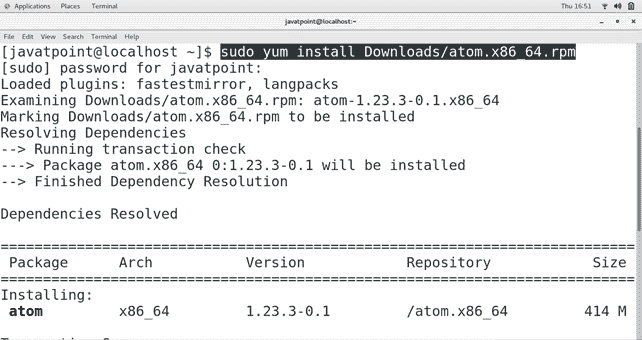 Applications Places Terminal Thu 16:51
javatpoint@localhost:~
File Edit View Search Terminal Help
[javatpoint@localhost ~]$ sudo yum install Downloads/atom.x86_64.rpm
[sudo] password for javatpoint:
Loaded plugins: fastestmirror, langpacks
Examining Downloads/atom.x86_64.rpm: atom-1.23.3-0.1.x86_64
Marking Downloads/atom.x86_64.rpm to be installed
Resolving Dependencies
--> Running transaction check
---> Package atom.x86_64 0:1.23.3-0.1 will be installed
--> Finished Dependency Resolution
Dependencies Resolved
================================================================================
Package Arch Version Repository Size
================================================================================
Installing:
atom x86_64 1.23.3-0.1 /atom.x86_64 414 M